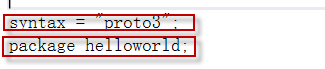 syntax = "proto3";
package helloworld;